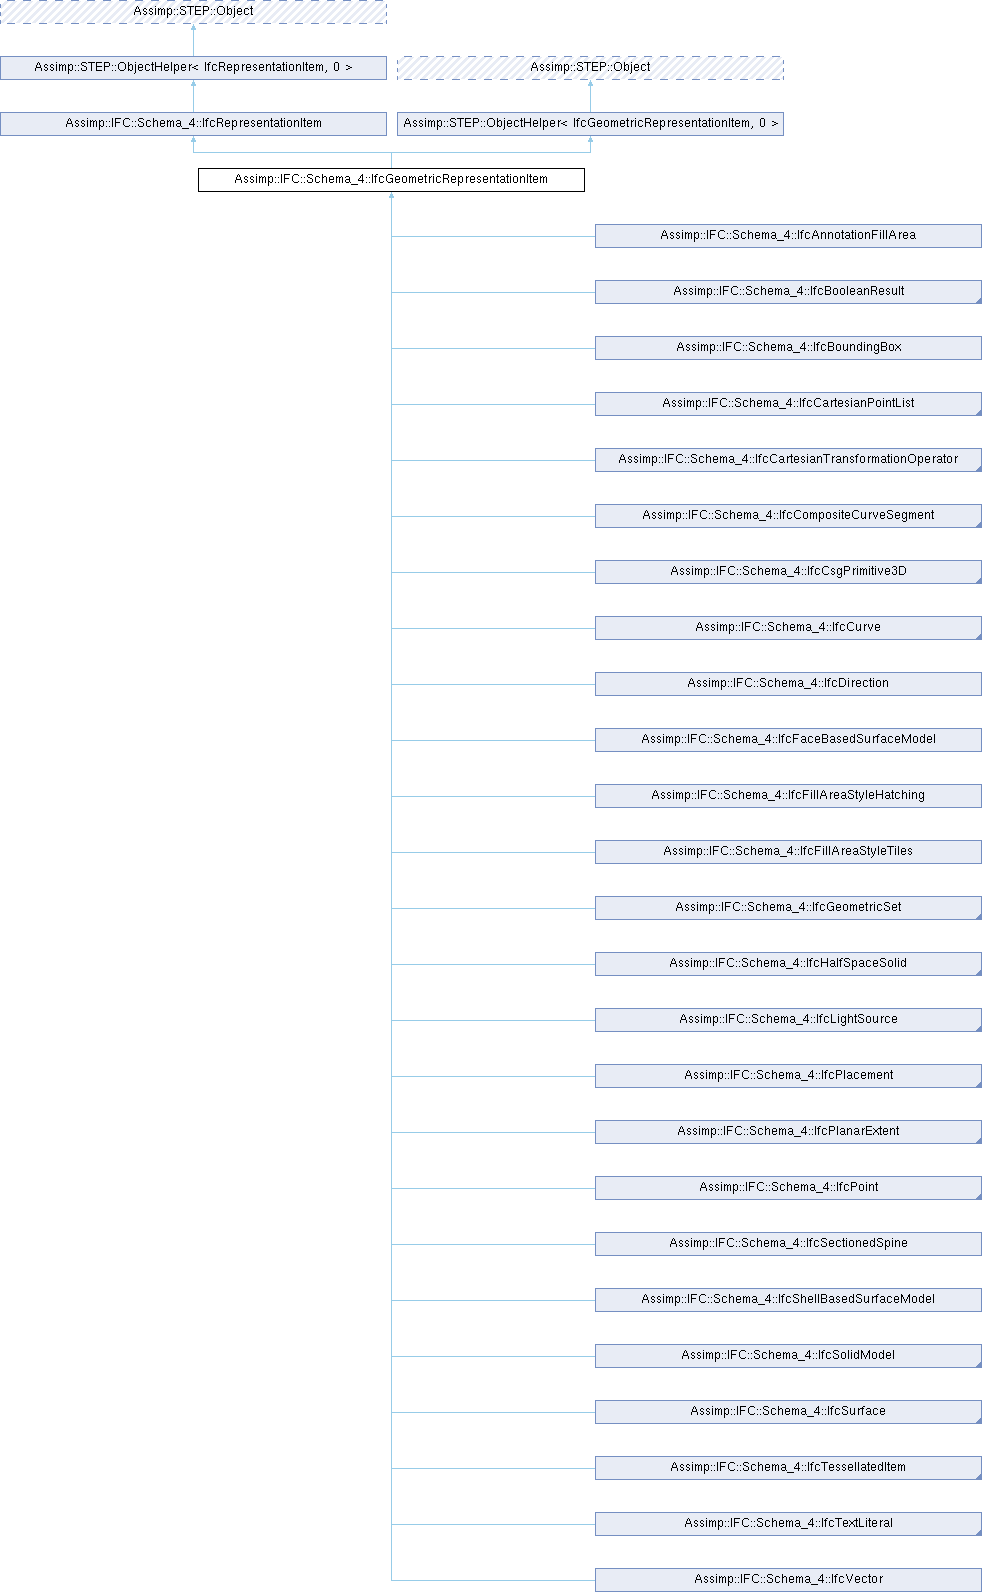 Assimp::STEP::Object
Assimp::STEP::ObjectHelper< IfcRepresentationItem, 0 >
Assimp::STEP::Object
Assimp::IFC::Schema_4::IfcRepresentationItem
Assimp::STEP::ObjectHelper< IfcGeometricRepresentationItem, 0 >
Assimp::IFC::Schema_4::IfcGeometricRepresentationItem
Assimp::IFC::Schema_4::IfcAnnotationFillArea
Assimp::IFC::Schema_4::IfcBooleanResult
Assimp::IFC::Schema_4::IfcBoundingBox
Assimp::IFC::Schema_4::IfcCartesianPointList
Assimp::IFC::Schema_4::IfcCartesianTransformationOperator
Assimp::IFC::Schema_4::IfcCompositeCurveSegment
Assimp::IFC::Schema_4::IfcCsgPrimitive3D
Assimp::IFC::Schema_4::IfcCurve
Assimp::IFC::Schema_4::IfcDirection
Assimp::IFC::Schema_4::IfcFaceBasedSurfaceModel
Assimp::IFC::Schema_4::IfcFillAreaStyleHatching
Assimp::IFC::Schema_4::IfcFillAreaStyleTiles
Assimp::IFC::Schema_4::IfcGeometricSet
Assimp::IFC::Schema_4::IfcHalfSpaceSolid
Assimp::IFC::Schema_4::IfcLightSource
Assimp::IFC::Schema_4::IfcPlacement
Assimp::IFC::Schema_4::IfcPlanarExtent
Assimp::IFC::Schema_4::IfcPoint
Assimp::IFC::Schema_4::IfcSectionedSpine
Assimp::IFC::Schema_4::IfcShellBasedSurfaceModel
Assimp::IFC::Schema_4::IfcSolidModel
Assimp::IFC::Schema_4::IfcSurface
Assimp::IFC::Schema_4::IfcTessellatedItem
Assimp::IFC::Schema_4::IfcTextLiteral
Assimp::IFC::Schema_4::IfcVector